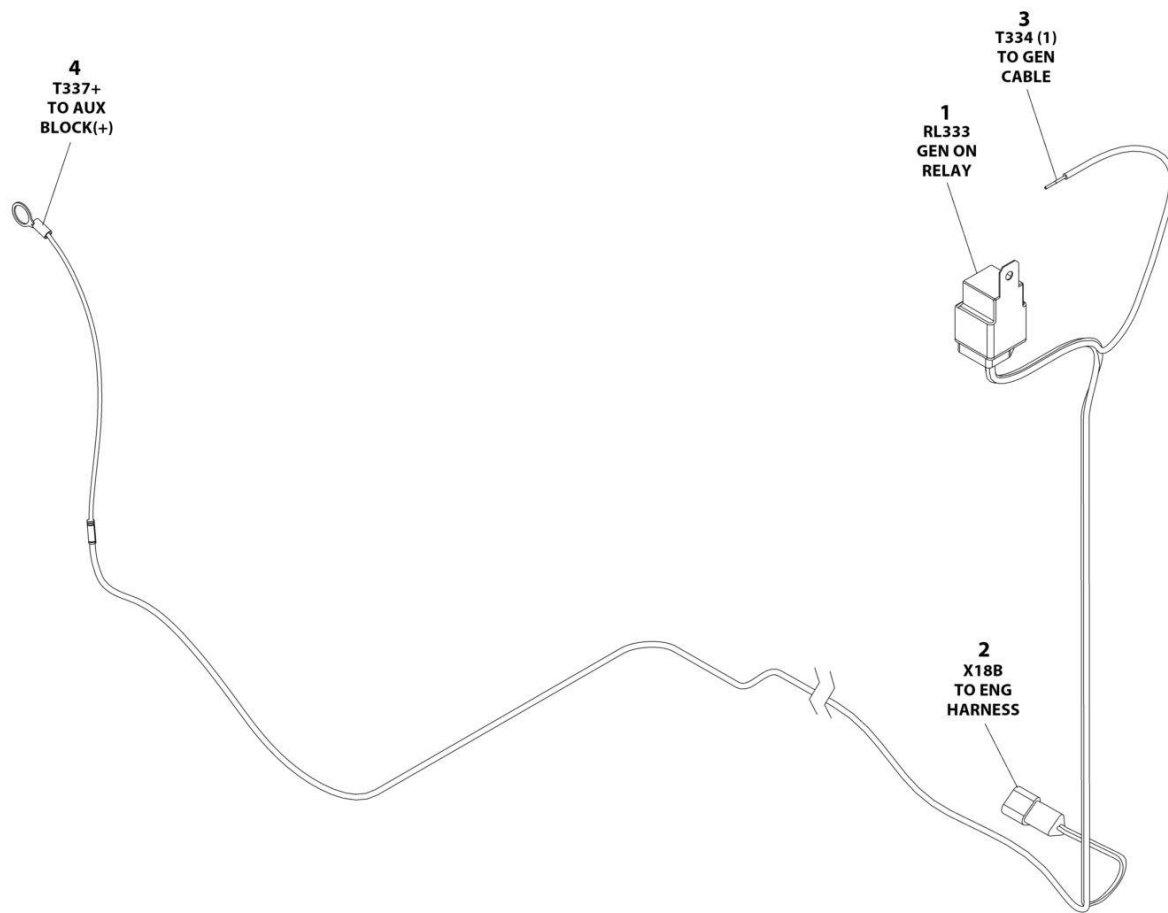 4
T337+
TO AUX
BLOCK(+)
3
T334 (1)
TO GEN
CABLE
1
RL333
GEN ON
RELAY
2
X18B
TO ENG
HARNESS